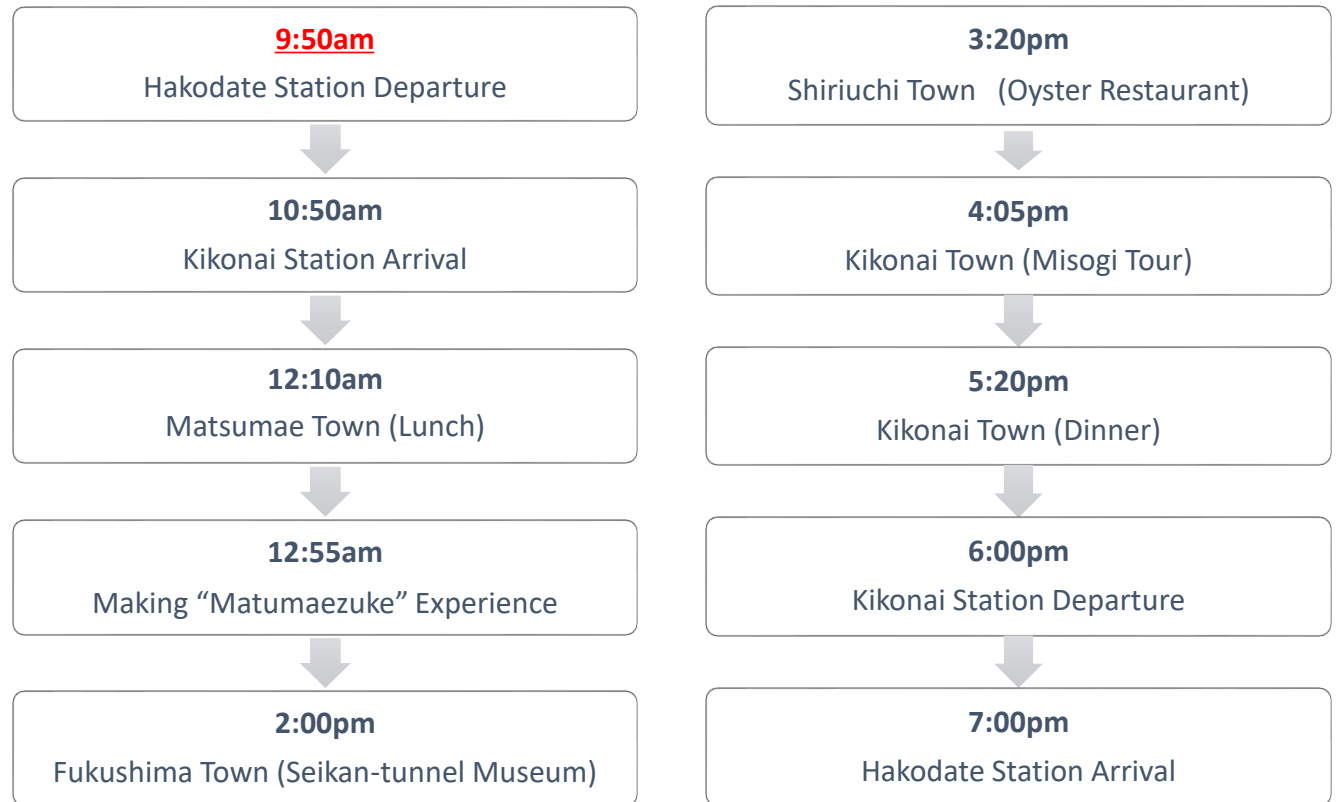 9:50am
Hakodate Station Departure
10:50am
Kikonai Station Arrival
12:10am
Matsumae Town (Lunch)
12:55am
Making “Matumaezuke” Experience
2:00pm
Fukushima Town (Seikan-tunnel Museum)
3:20pm
Shiriuchi Town (Oyster Restaurant)
4:05pm
Kikonai Town (Misogi Tour)
5:20pm
Kikonai Town (Dinner)
6:00pm
Kikonai Station Departure
7:00pm
Hakodate Station Arrival